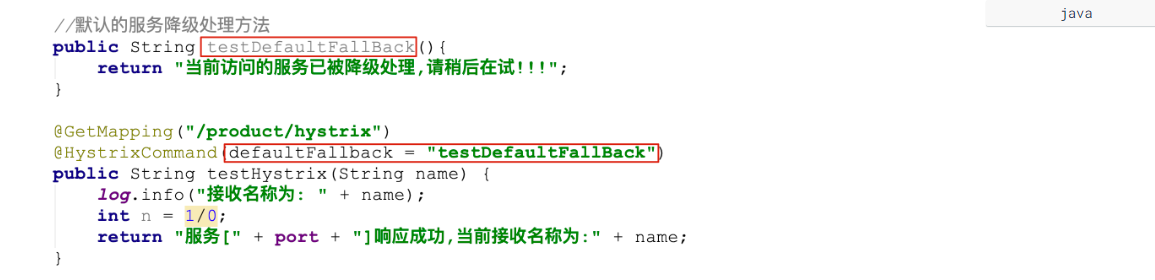 java
//默认的服务降级处理方法
public String testDefaultFallBack(){
return "当前访问的服务已被降级处理,请稍后在试!!!";
}
@GetMapping("/product/hystrix")
@HystrixCommand(defaultFallback = "testDefaultFallBack")
public String testHystrix(String name) {
log.info("接收名称为: " + name);
int n = 1/0;
return "服务[" + port + "]响应成功,当前接收名称为:" + name;
}